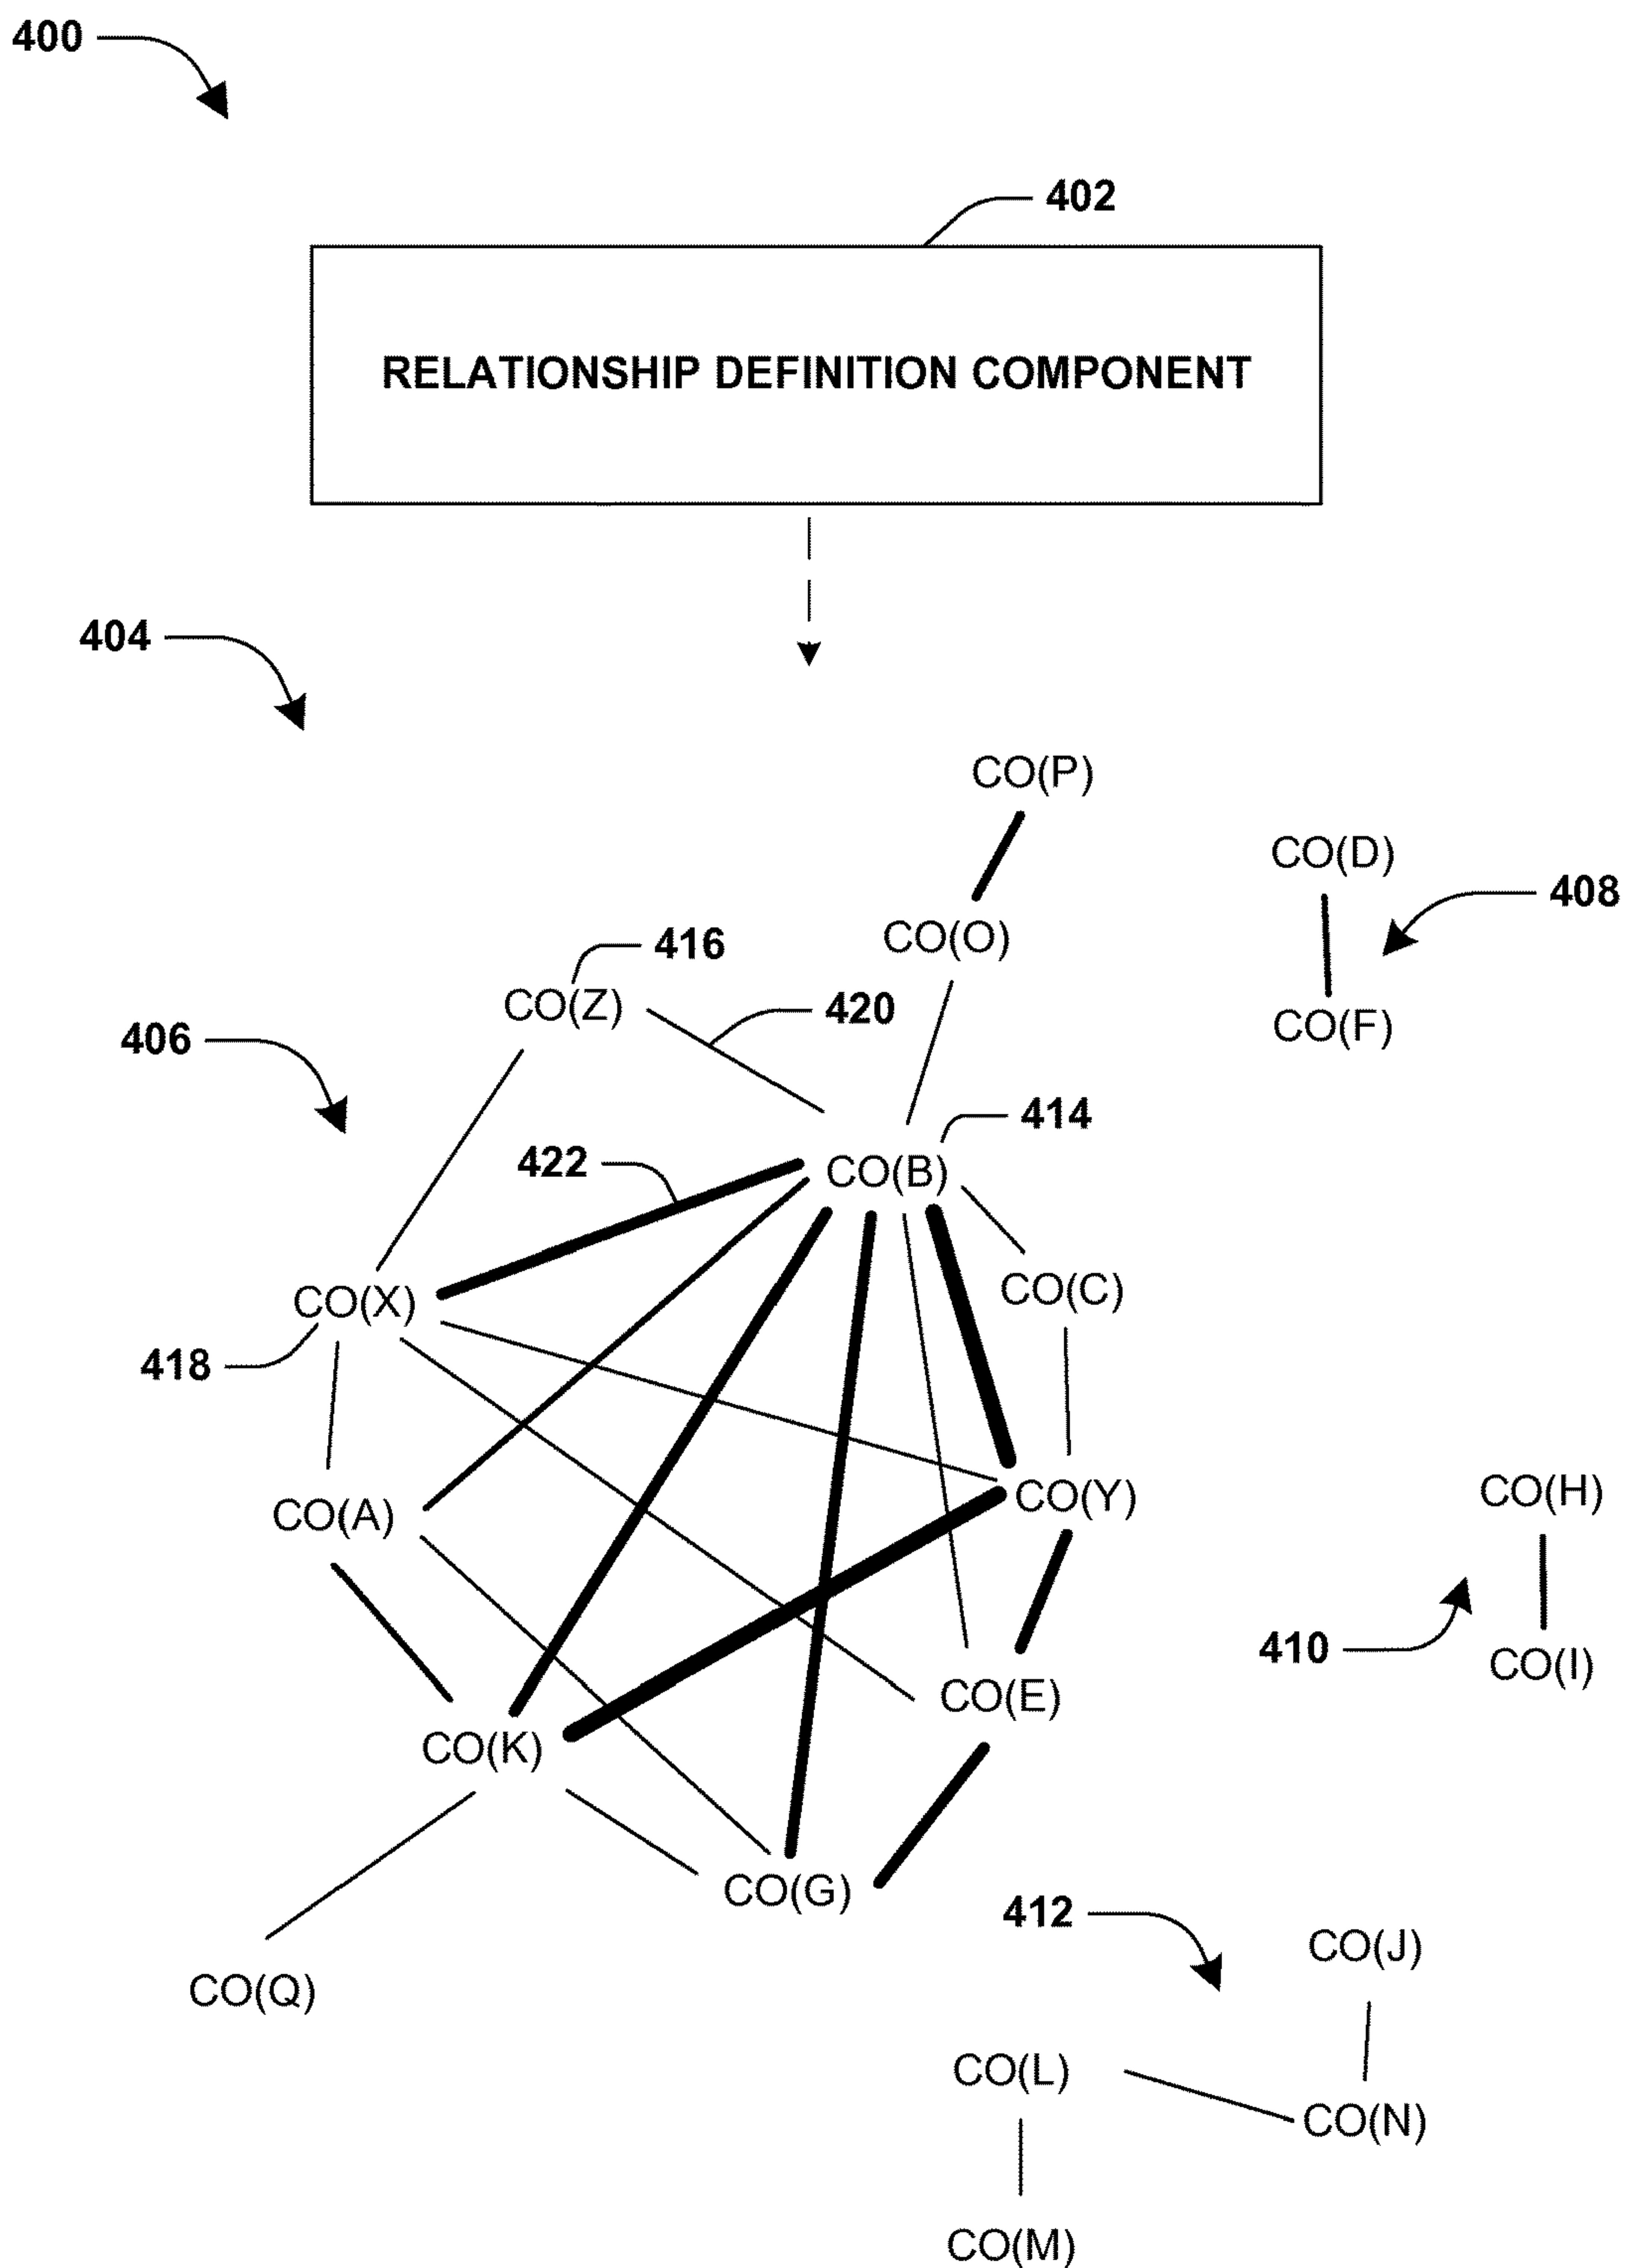 400
402
RELATIONSHIP DEFINITION COMPONENT
404
CO(P)
CO(D)
408
CO(O)
416
CO(Z)
420
CO(F)
406
414
422
CO(B)
CO(C)
CO(X)
418
CO(A)
CO(Y)
CO(H)
410
CO(I)
CO(E)
CO(K)
CO(G)
412
CO(J)
CO(Q)
CO(L)
CO(N)
CO(M)